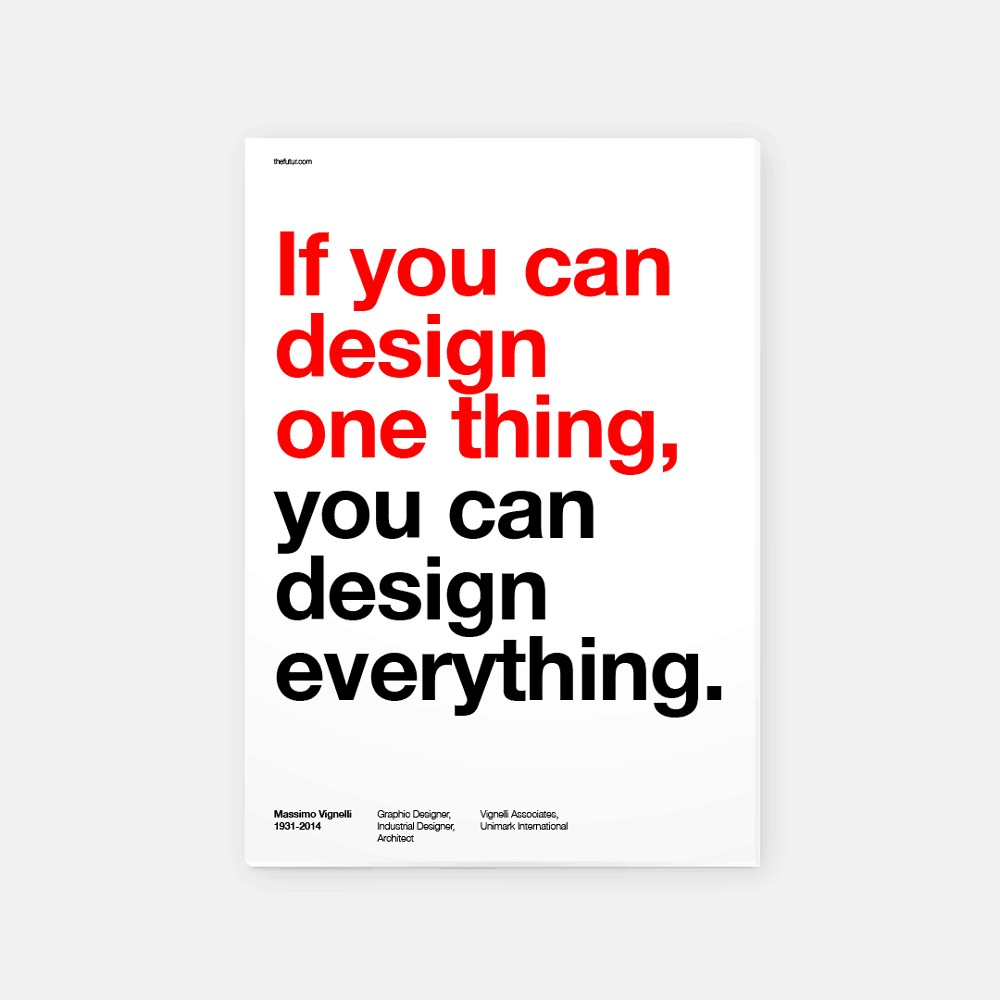 thefutur.com
If you can
design
one thing,
you can
design
everything.
Massimo Vignelli
1931-2014
Graphic Designer,
Industrial Designer,
Architect
Vignelli Associates,
Unimark International